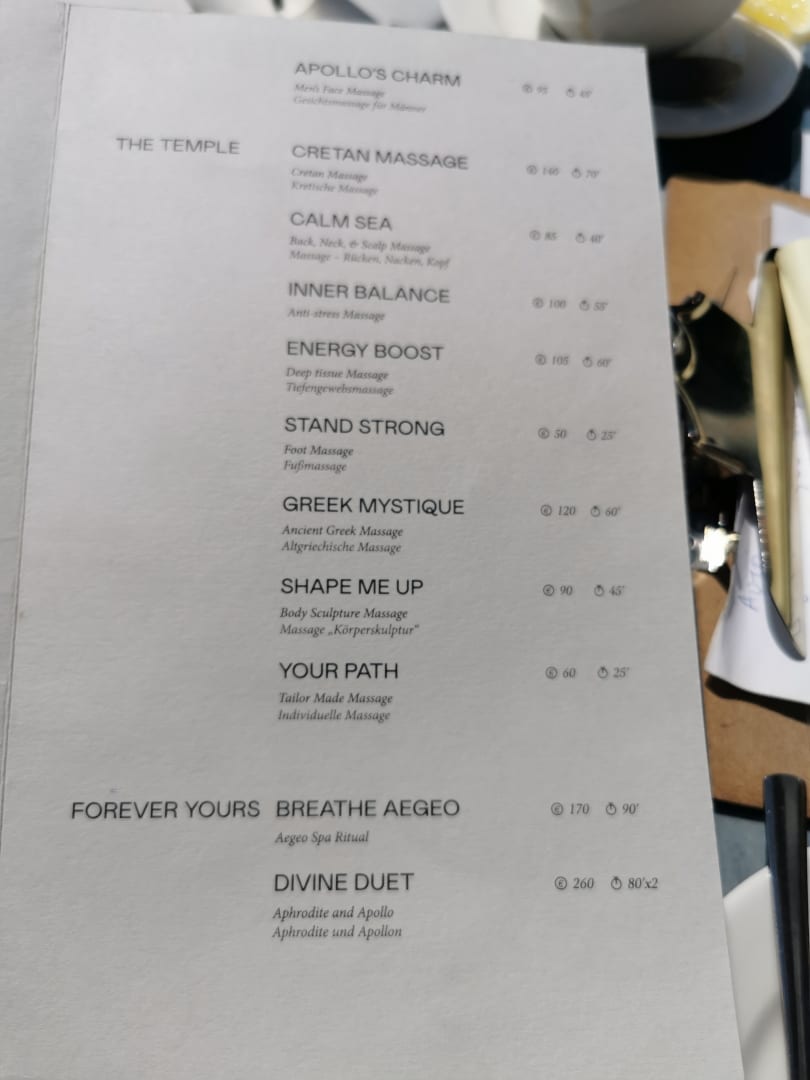 APOLLO'S CHARM € 95 45'
Men's Face Massage
Gesichtsmassage für Männer
THE TEMPLE CRETAN MASSAGE € 140 70'
Cretan Massage
Kretische Massage
CALM SEA € 85 40'
Back, Neck, & Scalp Massage
Massage - Rücken, Nacken, Kopf
INNER BALANCE € 100 55'
Anti-stress Massage
ENERGY BOOST € 105 60'
Deep tissue Massage
Tiefengewebsmassage
STAND STRONG € 50 25'
Foot Massage
Fußmassage
GREEK MYSTIQUE € 120 60'
Ancient Greek Massage
Altgriechische Massage
SHAPE ME UP € 90 45'
Body Sculpture Massage
Massage „Körperskulptur“
YOUR PATH € 60 25'
Tailor Made Massage
Individuelle Massage
FOREVER YOURS BREATHE AEGEO € 170 90'
Aegeo Spa Ritual
DIVINE DUET € 260 80'x2
Aphrodite and Apollo
Aphrodite und Apollon